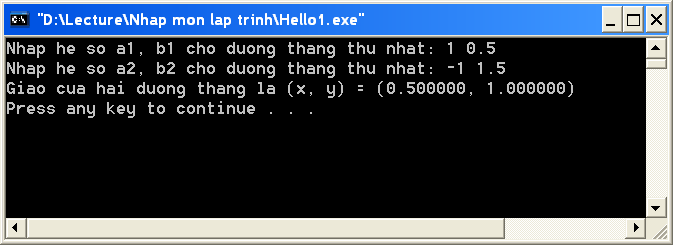 "D:\Lecture\Nhap mon lap trinh\Hello1.exe"
Nhap he so a1, b1 cho duong thang thu nhat: 1 0.5
Nhap he so a2, b2 cho duong thang thu nhat: -1 1.5
Giao cua hai duong thang la (x, y) = (0.500000, 1.000000)
Press any key to continue . . .